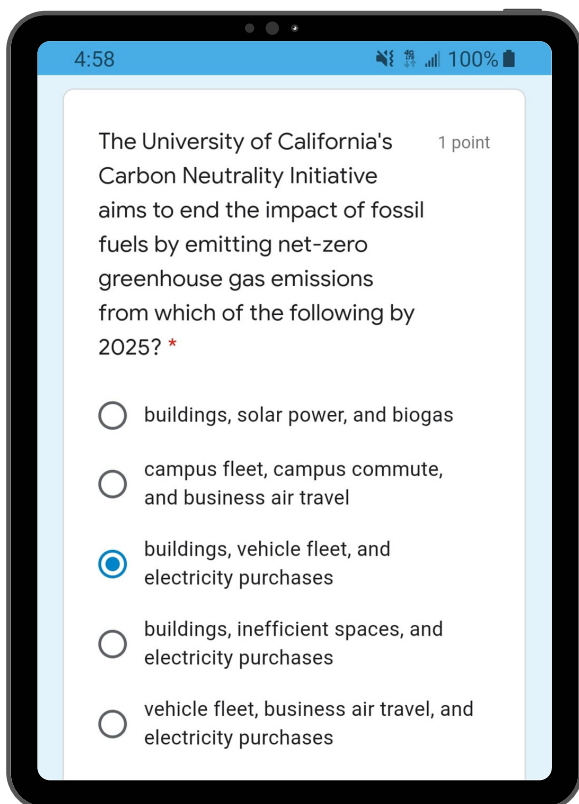 4:58 100%
The University of California's 1 point
Carbon Neutrality Initiative
aims to end the impact of fossil
fuels by emitting net-zero
greenhouse gas emissions
from which of the following by
2025? *
buildings, solar power, and biogas
campus fleet, campus commute,
and business air travel
buildings, vehicle fleet, and
electricity purchases
buildings, inefficient spaces, and
electricity purchases
vehicle fleet, business air travel, and
electricity purchases